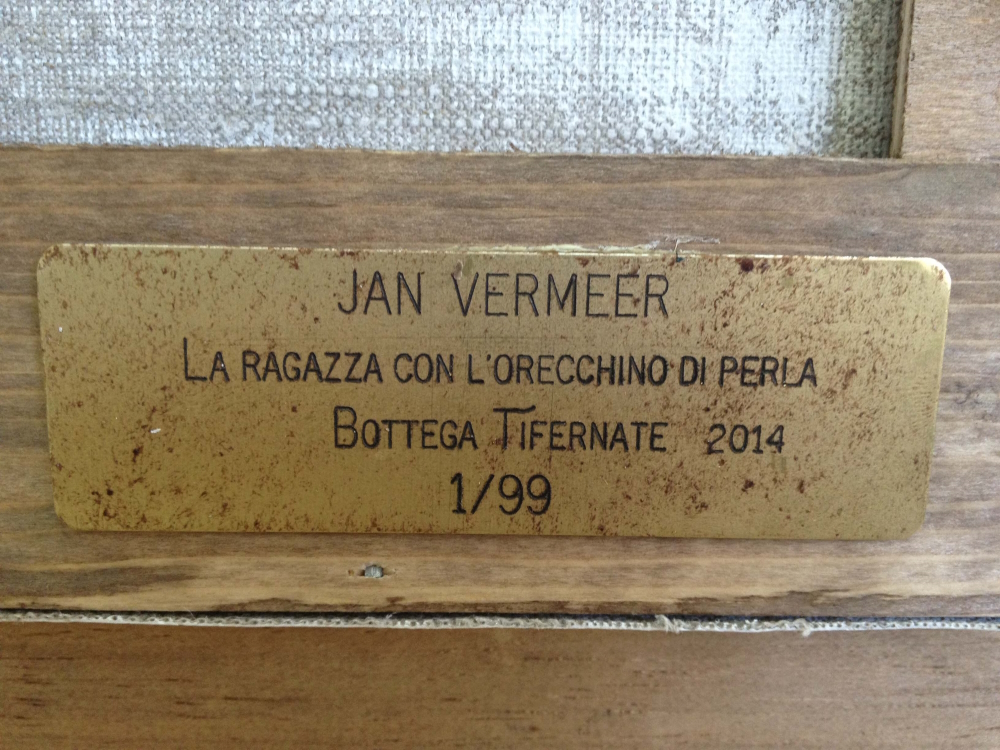 JAN VERMEER
LA RAGAZZA CON L'ORECCHINO DI PERLA
BOTTEGA TIFERNATE 2014
1/99